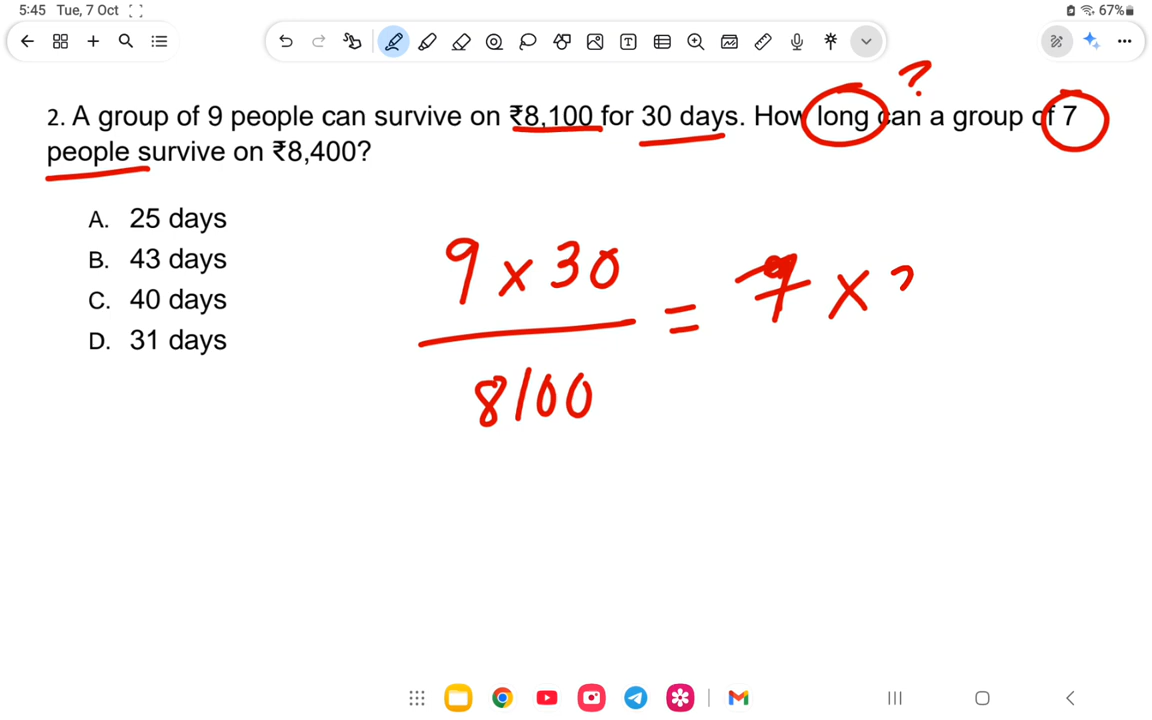 5:45 Tue, 7 Oct
67%
?
2. A group of 9 people can survive on ₹8,100 for 30 days. How long can a group of 7
people survive on ₹8,400?
A. 25 days
B. 43 days
C. 40 days
D. 31 days
9 x 30
= 7 x ?
8100